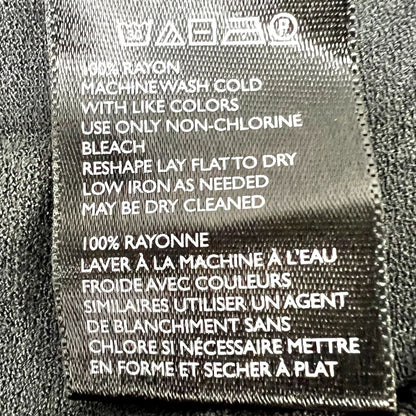 100% RAYON
MACHINE WASH COLD
WITH LIKE COLORS
USE ONLY NON-CHLORINE
BLEACH
RESHAPE LAY FLAT TO DRY
LOW IRON AS NEEDED
MAY BE DRY CLEANED
100% RAYONNE
LAVER À LA MACHINE À L'EAU
FROIDE AVEC COULEURS
SIMILAIRES UTILISER UN AGENT
DE BLANCHIMENT SANS
CHLORE SI NÉCESSAIRE METTRE
EN FORME ET SECHER À PLAT